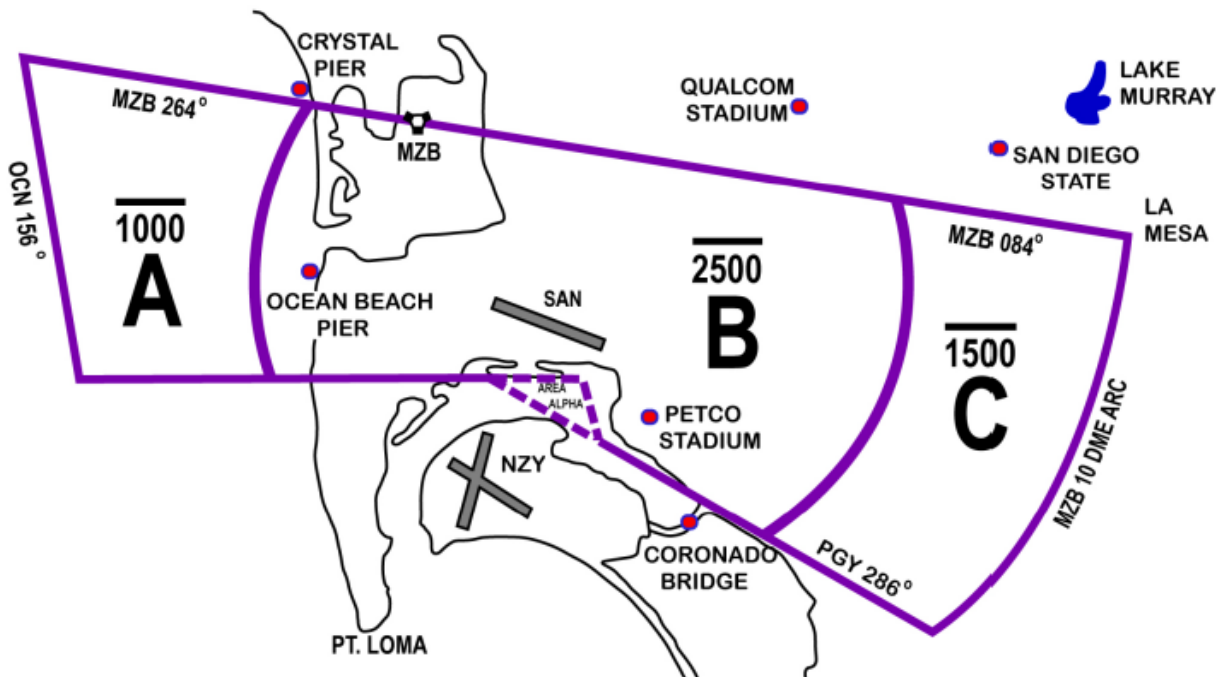 CRYSTAL
PIER
MZB 264°
MZB
QUALCOM
STADIUM
LAKE
MURRAY
SAN DIEGO
STATE
LA
MESA
OCN 156°
1000
A
OCEAN BEACH
PIER
SAN
2500
B
MZB 084°
1500
C
AREA
ALPHA
PETCO
STADIUM
NZY
MZB 10 DME ARC
CORONADO
BRIDGE
PGY 286°
PT. LOMA